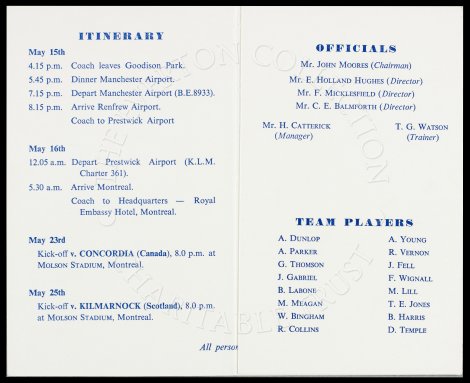 ITINERARY
May 15th
4.15 p.m. Coach leaves Goodison Park.
5.45 p.m. Dinner Manchester Airport.
7.15 p.m. Depart Manchester Airport (B.E.8933).
8.15 p.m. Arrive Renfrew Airport.
Coach to Prestwick Airport
May 16th
12.05 a.m. Depart Prestwick Airport (K.L.M.
Charter 361).
5.30 a.m. Arrive Montreal.
Coach to Headquarters — Royal
Embassy Hotel, Montreal.
May 23rd
Kick-off v. CONCORDIA (Canada), 8.0 p.m. at
MOLSON STADIUM, Montreal.
May 25th
Kick-off v. KILMARNOCK (Scotland), 8.0 p.m.
at MOLSON STADIUM, Montreal.
All person
OFFICIALS
Mr. JOHN MOORES (Chairman)
Mr. E. HOLLAND HUGHES (Director)
Mr. F. MICKLESFIELD (Director)
Mr. C. E. BALMFORTH (Director)
Mr. H. CATTERICK T. G. WATSON
(Manager) (Trainer)
TEAM PLAYERS
A. DUNLOP A. YOUNG
A. PARKER R. VERNON
G. THOMSON J. FELL
J. GABRIEL F. WIGNALL
B. LABONE M. LILL
M. MEAGAN T. E. JONES
W. BINGHAM B. HARRIS
R. COLLINS D. TEMPLE